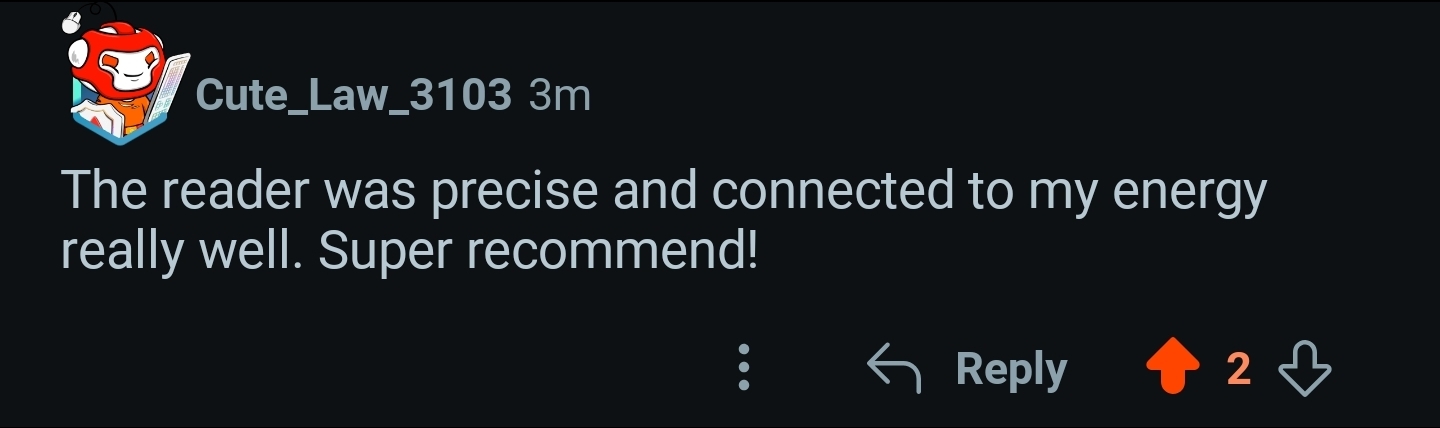 Cute_Law_3103 3m
The reader was precise and connected to my energy
really well. Super recommend!
Reply 2